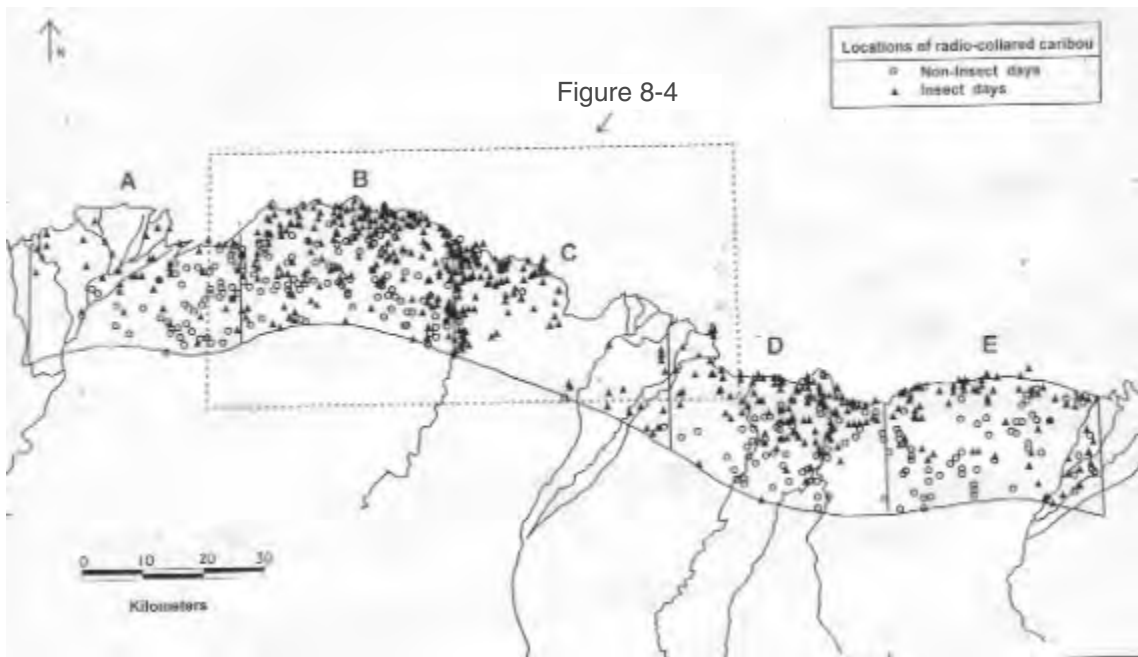 N
Locations of radio-collared caribou
Non-Insect days
Insect days
Figure 8-4
A
B
C
D
E
0 10 20 30
Kilometers